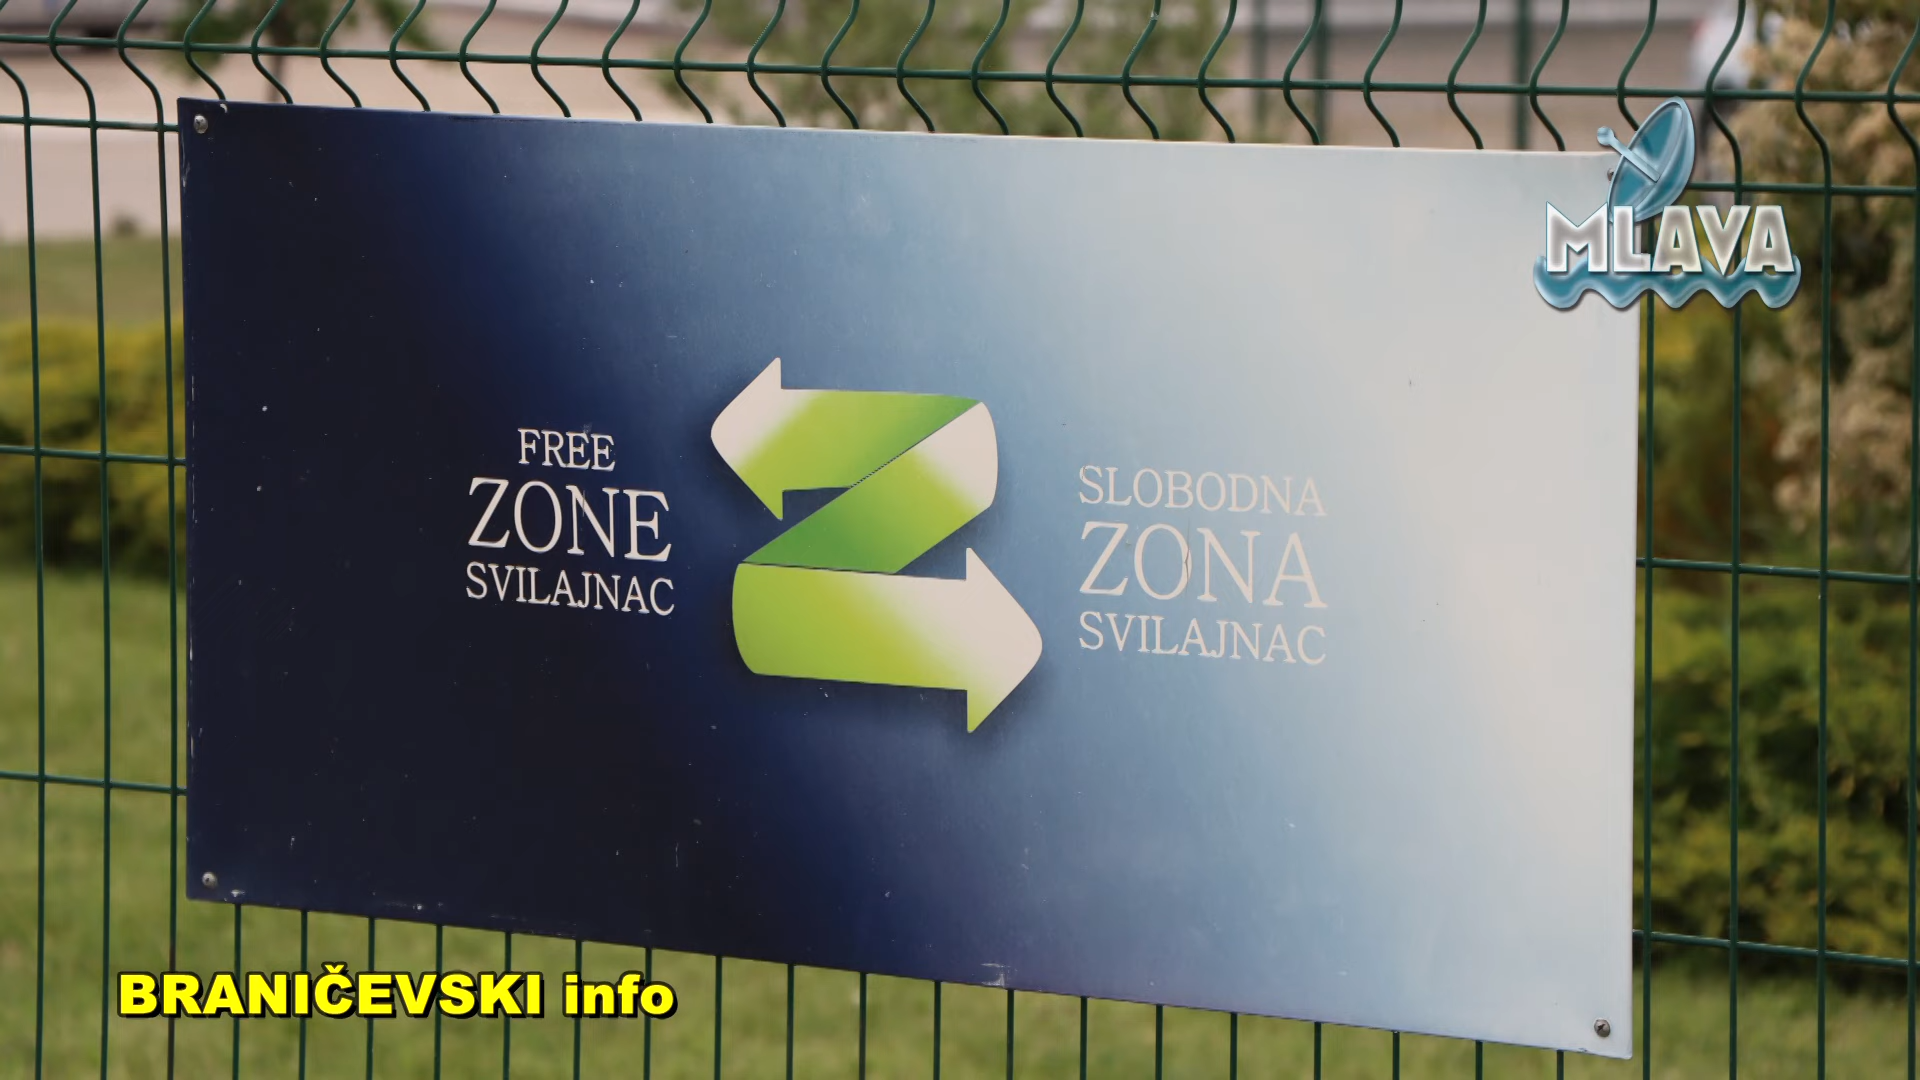 MLAVA
FREE
ZONE
SVILAJNAC
SLOBODNA
ZONA
SVILAJNAC
BRANIČEVSKI info